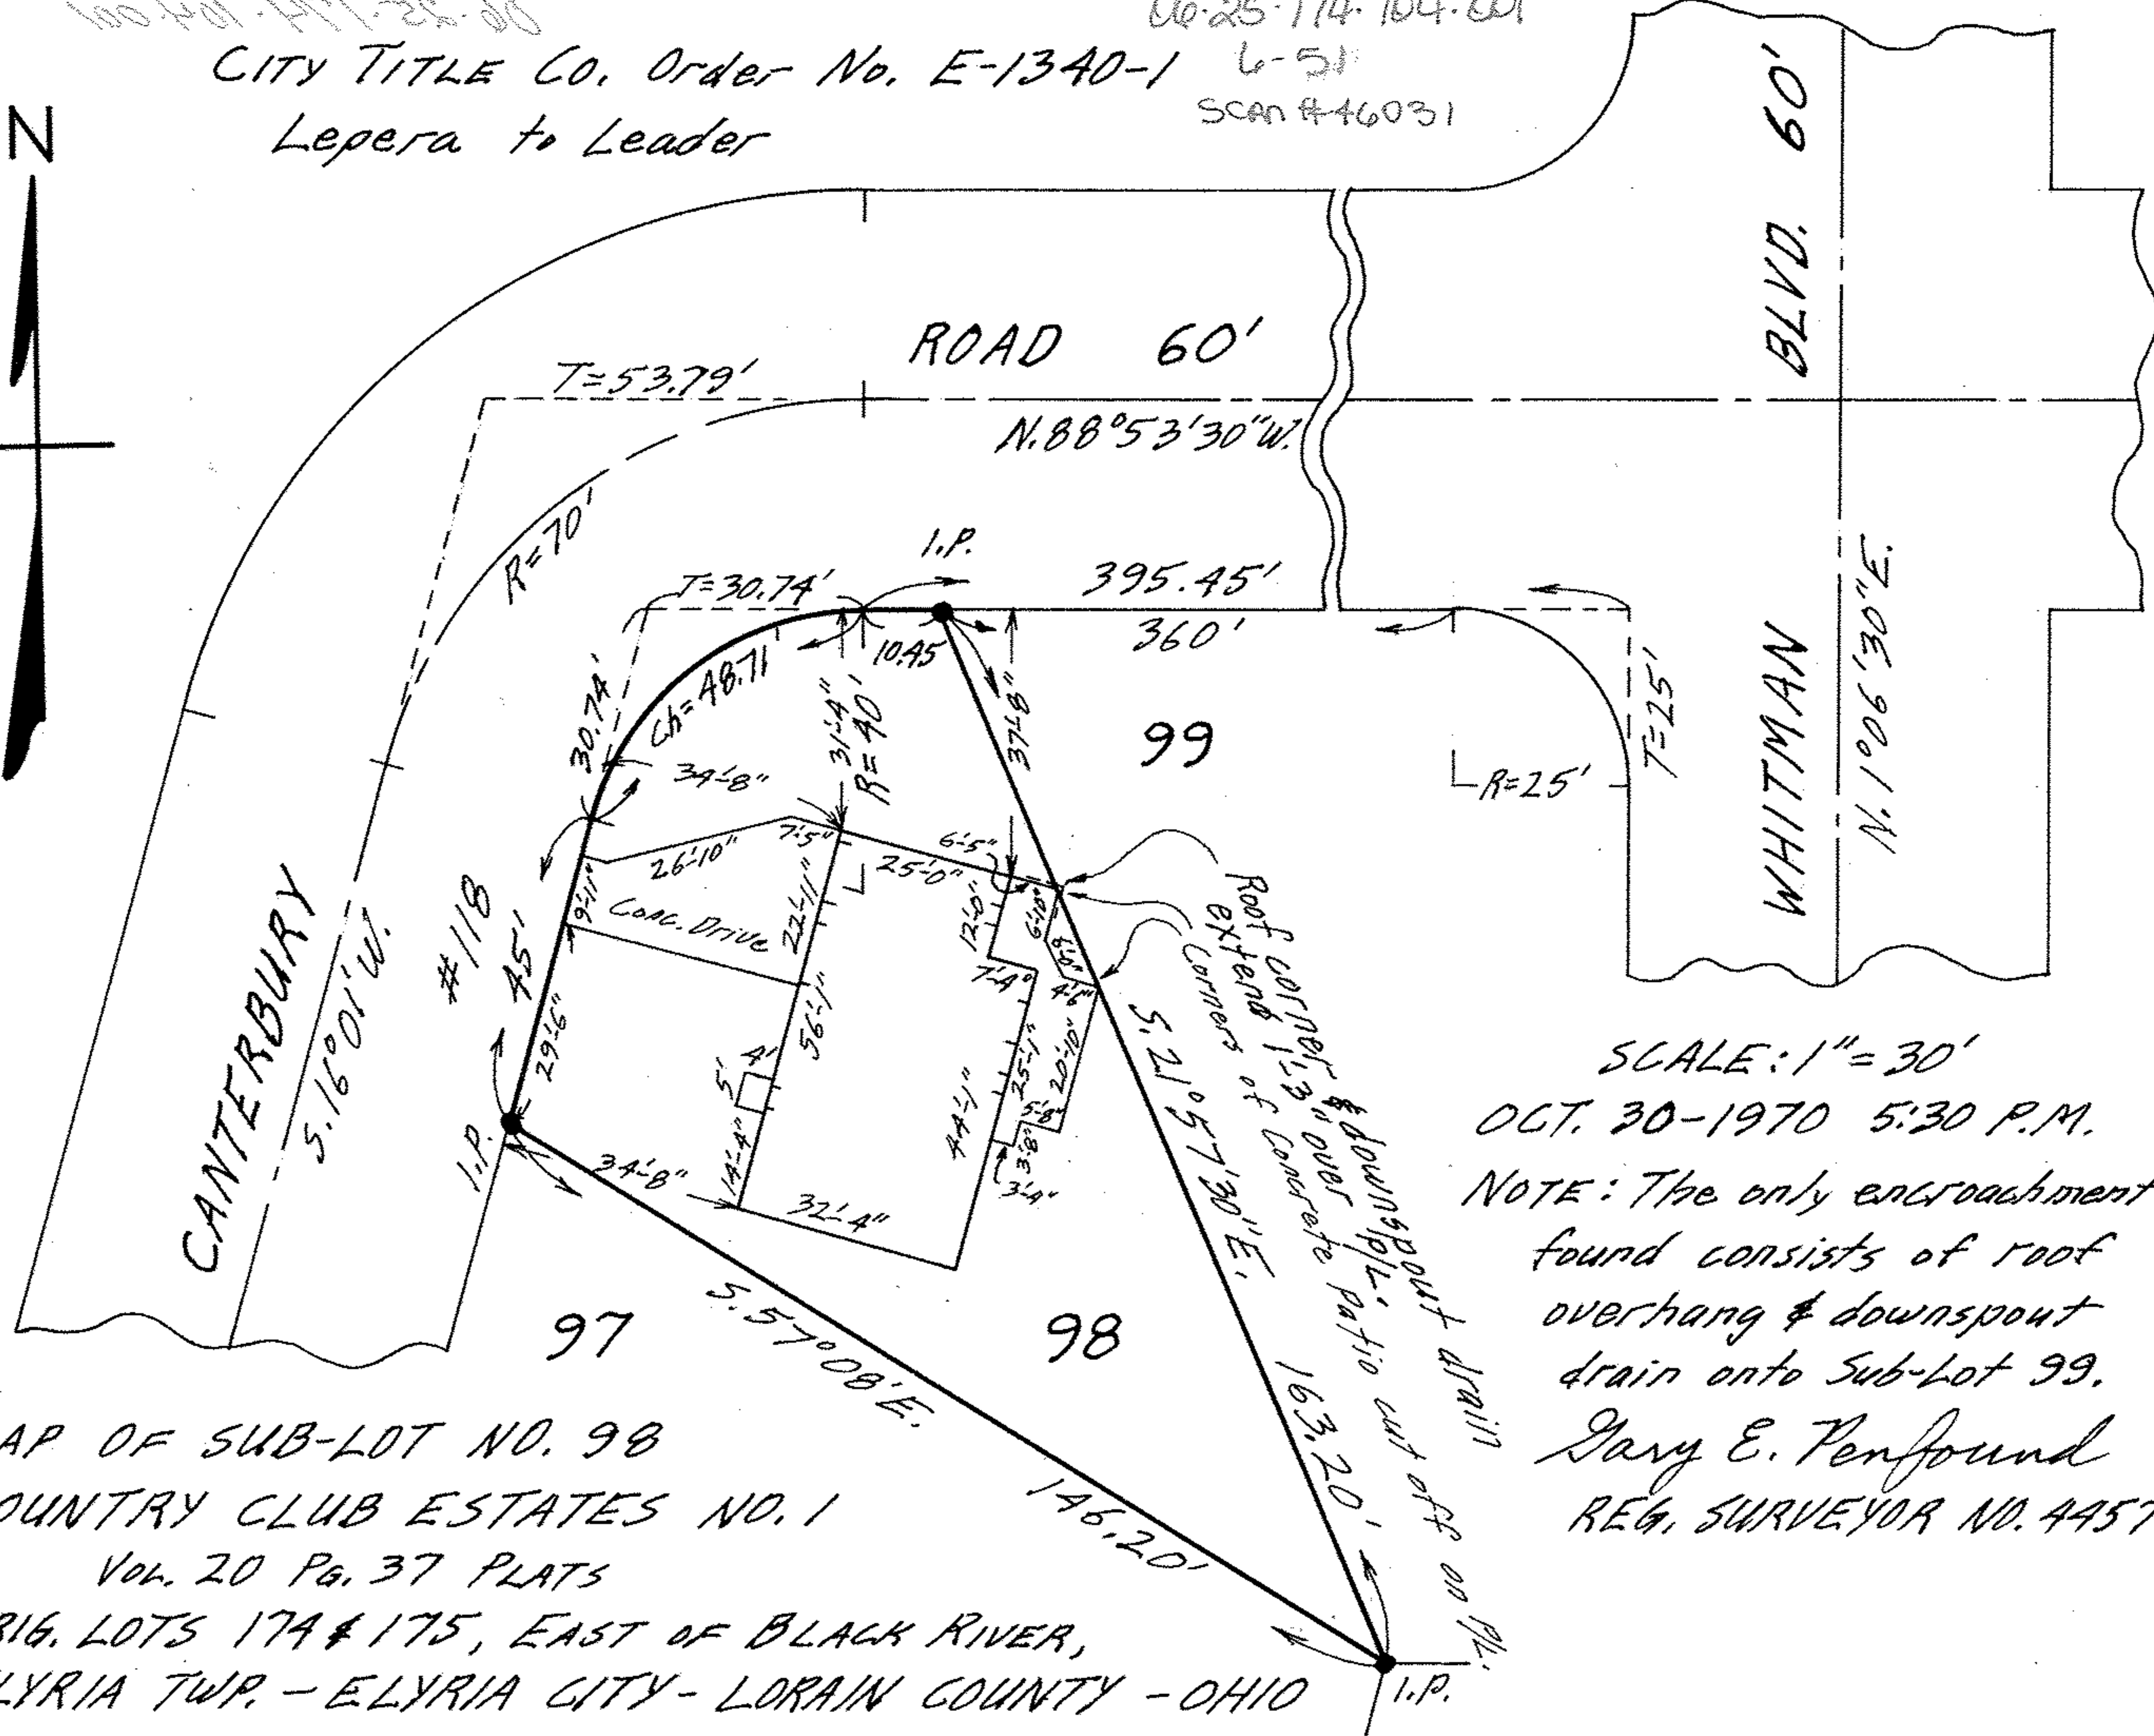 06-25-174-104-001
6-51
Scan #46031
CITY TITLE CO. Order No. E-1340-1
Lepera to Leader
N
BLVD. 60'
ROAD 60'
T=53.79'
N.88°53'30"W.
R=70'
I.P.
T=30.74'
395.45'
10.45
360'
30.74'
Ch=48.71'
31'-4"
R=40'
37'-8"
99
T=25'
R=25'
WHITMAN
N.1°06'30"E.
34'-8"
7'-5"
6'-5"
26'-10"
25'-0"
9'-11"
Conc. Drive
22'-11"
12'-0"
6'-10"
6'-0"
7'-4"
4'-6"
#118
45'
29'-6"
56'-1"
CANTERBURY
S.16°01'W.
5'
4'
14'-4"
44'-1"
25'-1"
20'-10"
5'-8"
3'-8"
3'-4"
I.P.
34'-8"
32'-4"
S.21°57'30"E.
163.20'
Roof corner & downspout drain
extend 1'-3" over P/L.
Corners of Concrete patio cut off on P/L.
S.57°08'E.
146.20'
97
98
I.P.
SCALE: 1"=30'
OCT. 30-1970 5:30 P.M.
NOTE: The only encroachment
found consists of roof
overhang & downspout
drain onto Sub-Lot 99.
Gary E. Penfound
REG. SURVEYOR NO. 4457
AP OF SUB-LOT NO. 98
OUNTRY CLUB ESTATES NO. 1
VOL. 20 PG. 37 PLATS
RIG. LOTS 174 & 175, EAST OF BLACK RIVER,
LYRIA TWP. - ELYRIA CITY - LORAIN COUNTY - OHIO